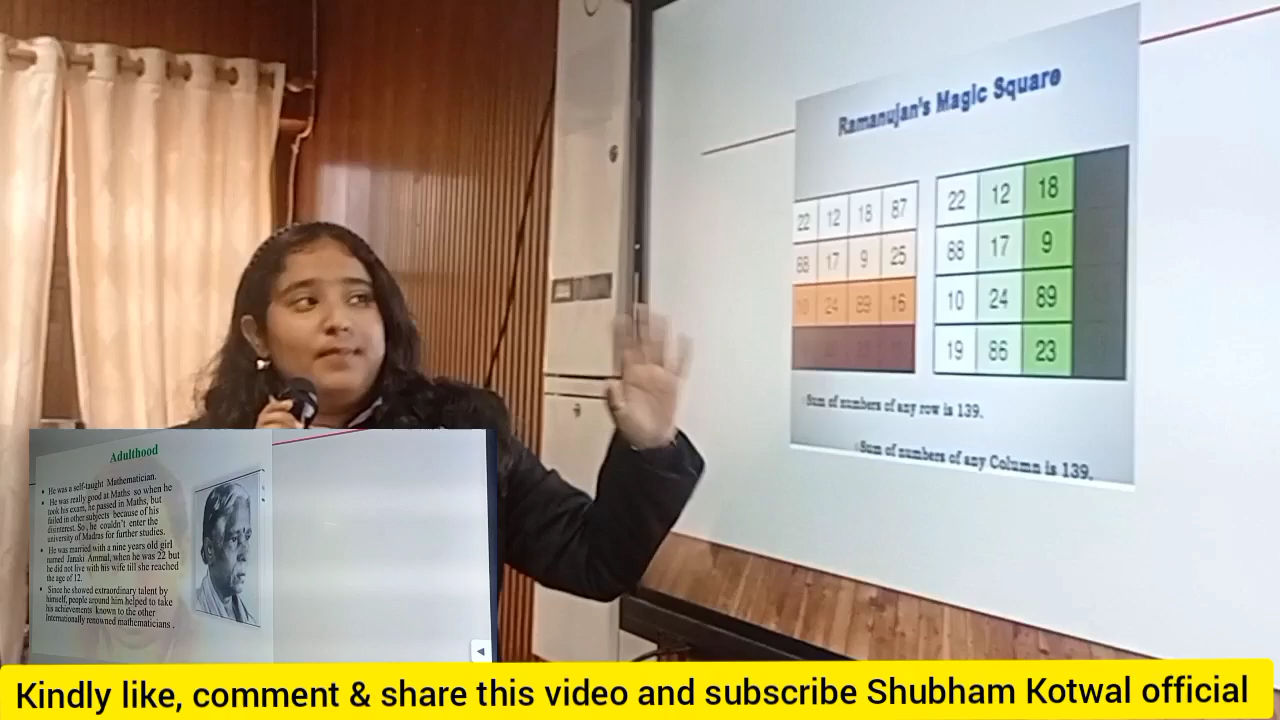 Ramanujan's Magic Square
22 12 18 87
88 17 9 25
10 24 89 16
22 12 18
88 17 9
10 24 89
19 86 23
Sum of numbers of any row is 139.
Sum of numbers of any Column is 139.
Adulthood
• He was a self-taught Mathematician.
• He was really good at Maths so when he
took his exam, he passed in Maths, but
failed in other subjects because of his
disinterest. So , he couldn't enter the
university of Madras for further studies.
• He was married with a nine years old girl
named Janaki Ammal, when he was 22 but
he did not live with his wife till she reached
the age of 12.
• Since he showed extraordinary talent by
himself, people around him helped to take
his achievements known to the other
internationally renowned mathematicians .
Kindly like, comment & share this video and subscribe Shubham Kotwal official